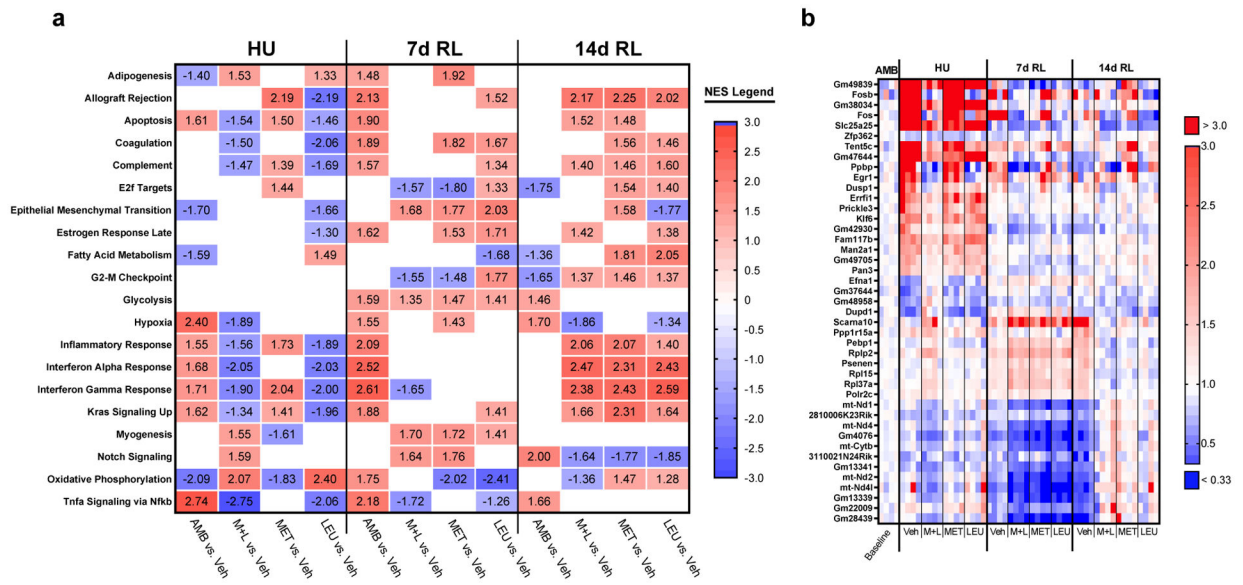 a
HU 7d RL 14d RL
Adipogenesis -1.40 1.53 1.33 1.48 1.92
Allograft Rejection 2.19 -2.19 2.13 1.52 2.17 2.25 2.02
Apoptosis 1.61 -1.54 1.50 -1.46 1.90 1.52 1.48
Coagulation -1.50 -2.06 1.89 1.82 1.67 1.56 1.46
Complement -1.47 1.39 -1.69 1.57 1.34 1.40 1.46 1.60
E2f Targets 1.44 -1.57 -1.80 1.33 -1.75 1.54 1.40
Epithelial Mesenchymal Transition -1.70 -1.66 1.68 1.77 2.03 1.58 -1.77
Estrogen Response Late -1.30 1.62 1.53 1.71 1.42 1.38
Fatty Acid Metabolism -1.59 1.49 -1.68 -1.36 1.81 2.05
G2-M Checkpoint -1.55 -1.48 1.77 -1.65 1.37 1.46 1.37
Glycolysis 1.59 1.35 1.47 1.41 1.46
Hypoxia 2.40 -1.89 1.55 1.43 1.70 -1.86 -1.34
Inflammatory Response 1.55 -1.56 1.73 -1.89 2.09 2.06 2.07 1.40
Interferon Alpha Response 1.68 -2.05 -2.03 2.52 2.47 2.31 2.43
Interferon Gamma Response 1.71 -1.90 2.04 -2.00 2.61 -1.65 2.38 2.43 2.59
Kras Signaling Up 1.62 -1.34 1.41 -1.96 1.88 1.41 1.66 2.31 1.64
Myogenesis 1.55 -1.61 1.70 1.72 1.41
Notch Signaling 1.59 1.64 1.76 2.00 -1.64 -1.77 -1.85
Oxidative Phosphorylation -2.09 2.07 -1.83 2.40 1.75 -2.02 -2.41 -1.36 1.47 1.28
Tnfa Signaling via Nfkb 2.74 -2.75 -2.06 2.18 -1.72 -1.26 1.66
AMB vs. Veh M+L vs. Veh MET vs. Veh LEU vs. Veh AMB vs. Veh M+L vs. Veh MET vs. Veh LEU vs. Veh AMB vs. Veh M+L vs. Veh MET vs. Veh LEU vs. Veh
NES Legend
3.0
2.5
2.0
1.5
1.0
0.5
0
-0.5
-1.0
-1.5
-2.0
-2.5
-3.0
b
AMB HU 7d RL 14d RL
Gm49839
Fosb
Gm38034
Fos
Slc25a25
Zfp362
Tent5c
Gm47644
Ppbp
Egr1
Dusp1
Errfi1
Prickle3
Klf6
Gm42930
Fam117b
Man2a1
Gm49705
Pan3
Efna1
Gm37644
Gm48958
Dupd1
Scarna10
Ppp1r15a
Pebp1
Rplp2
Psenen
Rpl15
Rpl37a
Polr2c
mt-Nd1
2810006K23Rik
mt-Nd4
Gm4076
mt-Cytb
3110021N24Rik
Gm13341
mt-Nd2
mt-Nd4l
Gm13339
Gm22009
Gm28439
Baseline Veh M+L MET LEU Veh M+L MET LEU Veh M+L MET LEU
> 3.0
3.0
2.5
2.0
1.5
1.0
0.5
< 0.33